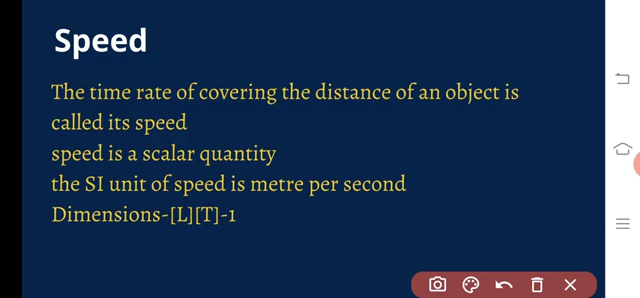 Speed
The time rate of covering the distance of an object is
called its speed
speed is a scalar quantity
the SI unit of speed is metre per second
Dimensions-[L][T]-1